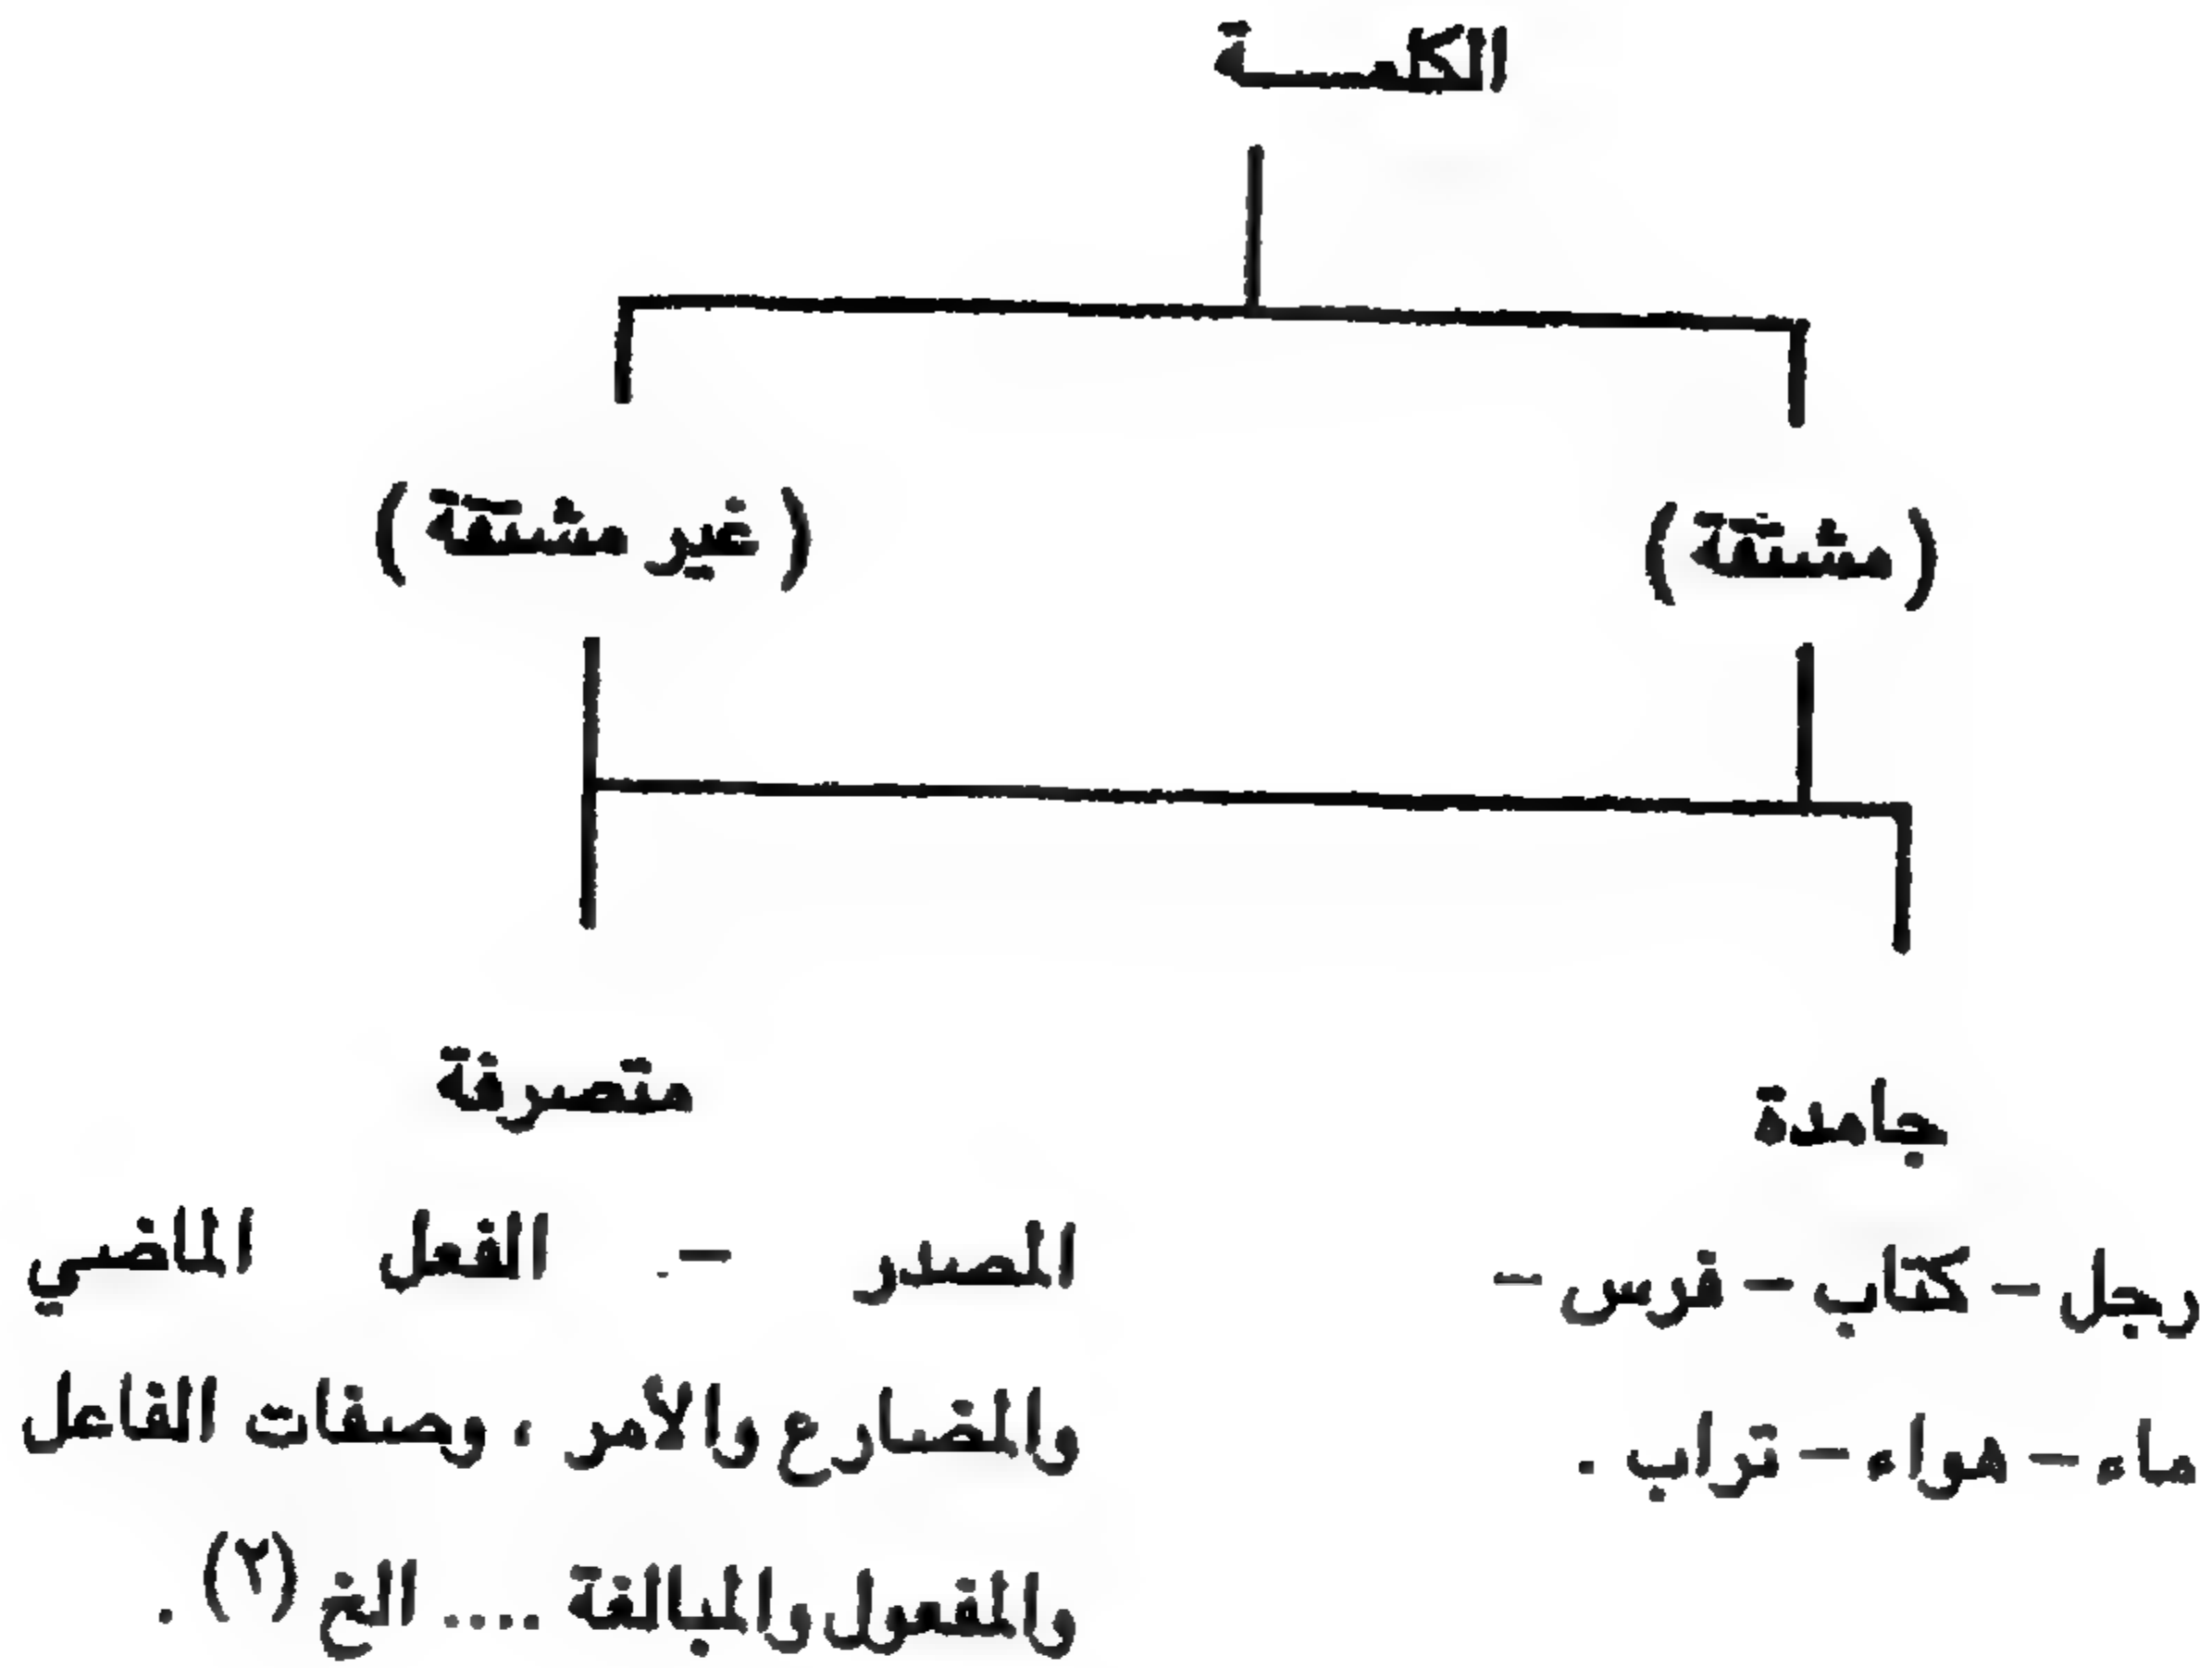 الكلمـــة
(مشتقة)
(غير مشتقة)
جامدة
رجل – كتاب – فرس –
ماء – هواء – تراب .
متصرفة
المصدر – الفعل الماضي
والمضارع والأمر ، وصفات الفاعل
والمفعول والمبالغة .... الخ (٢) .